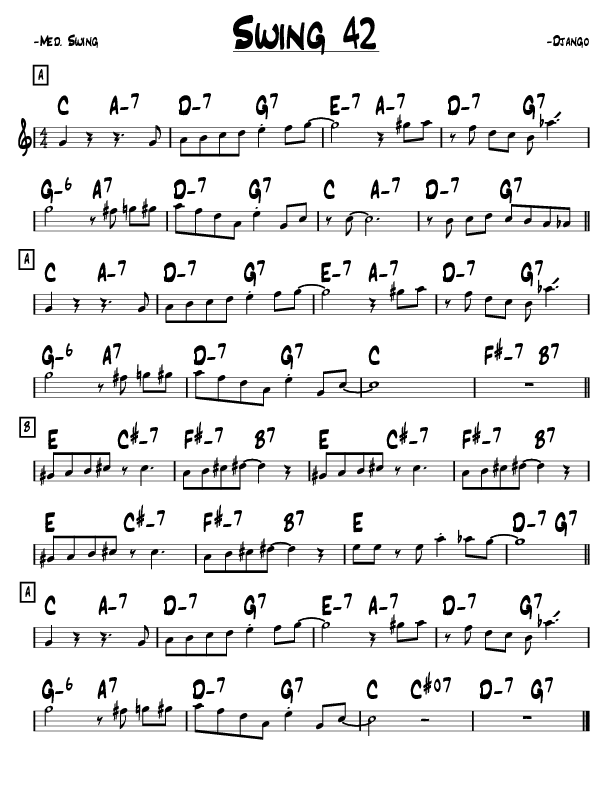 Swing 42
-Med. Swing
-Django
A
C A-7 D-7 G7 E-7 A-7 D-7 G7
4
4
G-6 A7 D-7 G7 C A-7 D-7 G7
A
C A-7 D-7 G7 E-7 A-7 D-7 G7
G-6 A7 D-7 G7 C F#-7 B7
B
E C#-7 F#-7 B7 E C#-7 F#-7 B7
E C#-7 F#-7 B7 E D-7 G7
A
C A-7 D-7 G7 E-7 A-7 D-7 G7
G-6 A7 D-7 G7 C C#o7 D-7 G7